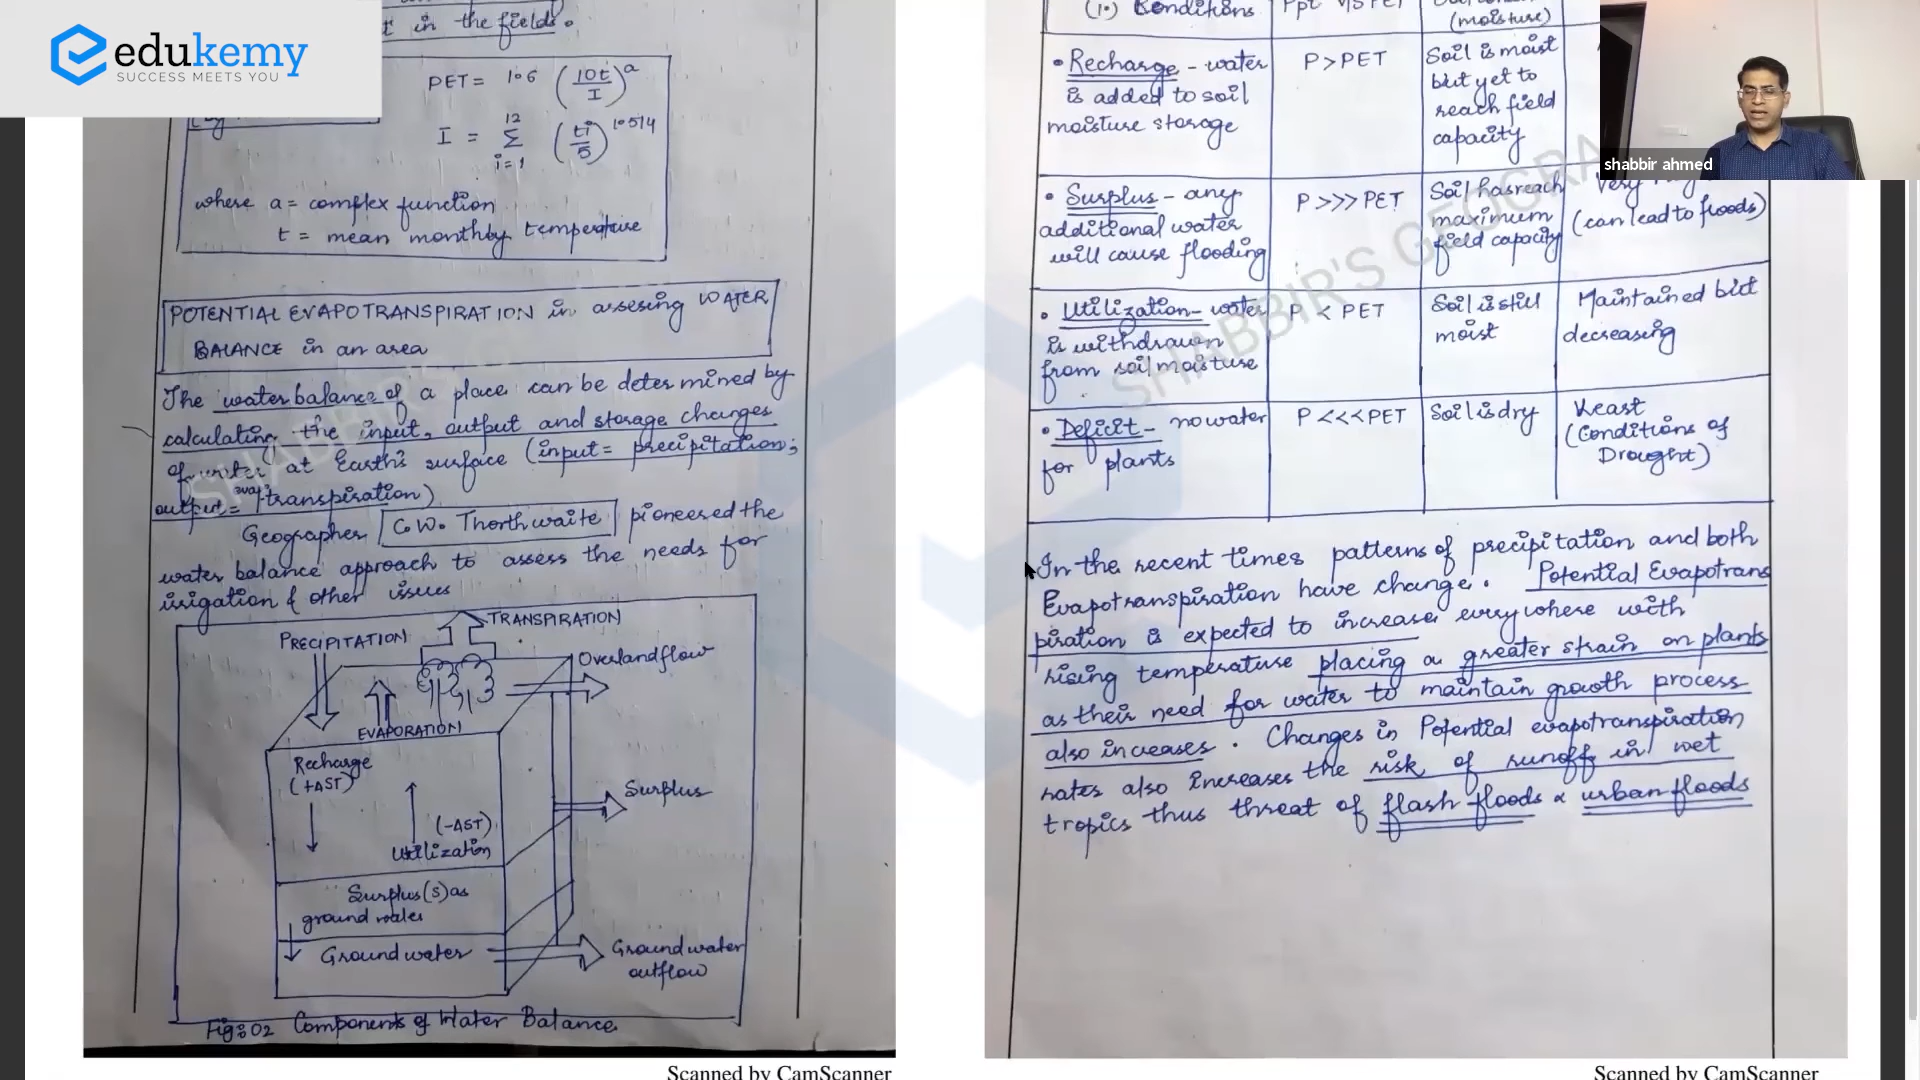 edukemy
SUCCESS MEETS YOU
t in the fields.
PET = 1.6 (10t/I)^a
I = 12 Σ i=1 (ti/5)^1.514
where a = complex function
t = mean monthly temperature
POTENTIAL EVAPOTRANSPIRATION in assesing WATER
BALANCE in an area
The water balance of a place can be determined by
calculating the input, output and storage changes
of water at Earth's surface (input = precipitation;
output = evapotranspiration)
Geographer C.W. Thorthwaite pioneered the
water balance approach to assess the needs for
irrigation & other issues
PRECIPITATION
TRANSPIRATION
Overlandflow
EVAPORATION
Recharge
(+ΔST)
Surplus
(-ΔST)
Utilization
Surplus(S) as
ground water
Ground water
Ground water
outflow
Fig: 02 Components of Water Balance
Scanned by CamScanner
(1.) Conditions
Ppt V/S PET
(moisture)
• Recharge - water
is added to soil
moisture storage
P > PET
Soil is moist
but yet to
reach field
capacity
• Surplus - any
additional water
will cause flooding
P >>> PET
Soil has reach
maximum
field capacity
Very
(can lead to floods)
• Utilization - water
is withdrawn
from soil moisture
P < PET
Soil is still
moist
Maintained but
decreasing
• Deficit - no water
for plants
P <<< PET
Soil is dry
Least
(Conditions of
Drought)
In the recent times patterns of precipitation and both
Evapotranspiration have change. Potential Evapotrans
piration is expected to increase everywhere with
rising temperature placing a greater strain on plants
as their need for water to maintain growth process
also increases. Changes in Potential evapotranspiration
rates also increases the risk of runoff in wet
tropics thus threat of flash floods & urban floods
SHABBIR'S GEOGRA
shabbir ahmed
Scanned by CamScanner